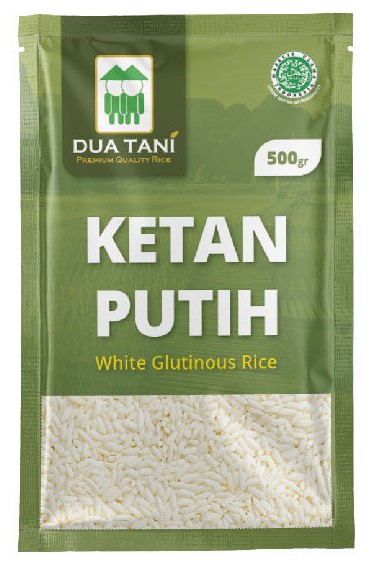 DUA TANI
PREMIUM QUALITY RICE
500gr
KETAN
PUTIH
White Glutinous Rice